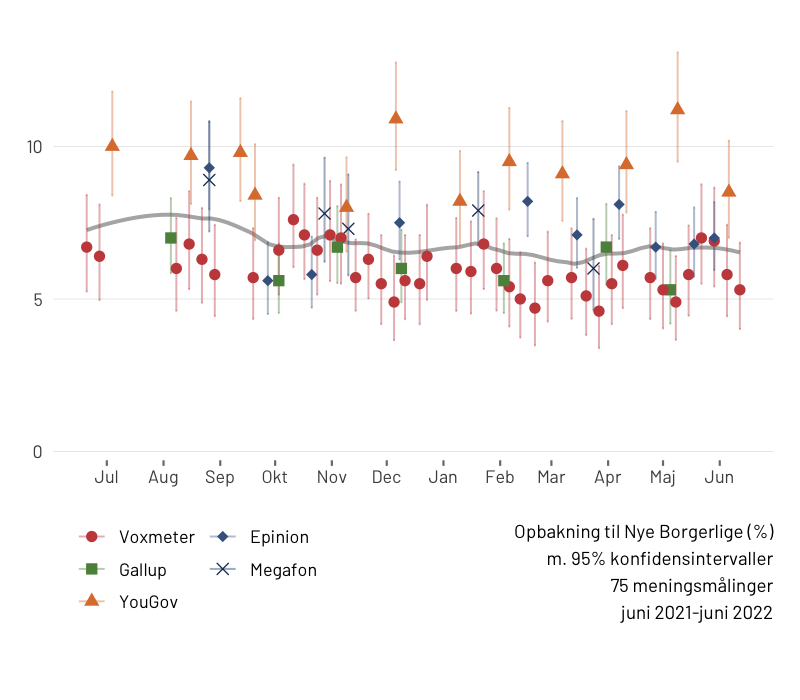 10
5
0
Jul Aug Sep Okt Nov Dec Jan Feb Mar Apr Maj Jun
Voxmeter Epinion
Gallup Megafon
YouGov
Opbakning til Nye Borgerlige (%)
m. 95% konfidensintervaller
75 meningsmålinger
juni 2021-juni 2022